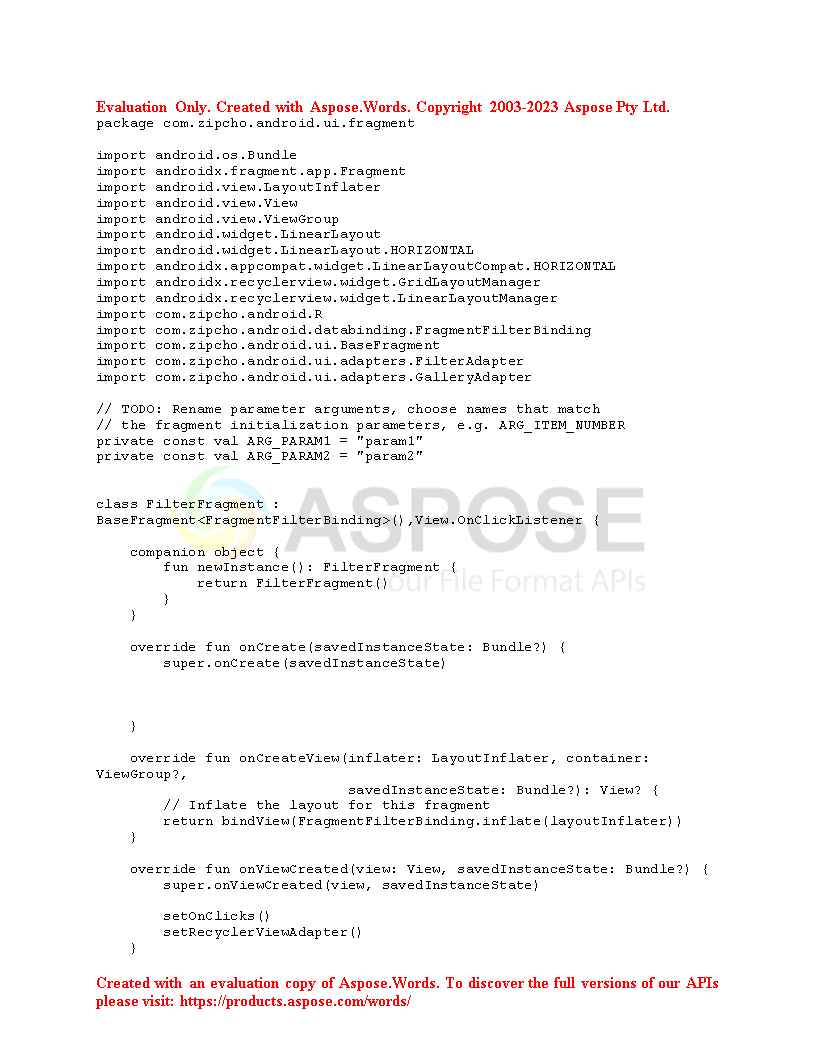 Evaluation Only. Created with Aspose.Words. Copyright 2003-2023 Aspose Pty Ltd.
package com.zipcho.android.ui.fragment
import android.os.Bundle
import androidx.fragment.app.Fragment
import android.view.LayoutInflater
import android.view.View
import android.view.ViewGroup
import android.widget.LinearLayout
import android.widget.LinearLayout.HORIZONTAL
import androidx.appcompat.widget.LinearLayoutCompat.HORIZONTAL
import androidx.recyclerview.widget.GridLayoutManager
import androidx.recyclerview.widget.LinearLayoutManager
import com.zipcho.android.R
import com.zipcho.android.databinding.FragmentFilterBinding
import com.zipcho.android.ui.BaseFragment
import com.zipcho.android.ui.adapters.FilterAdapter
import com.zipcho.android.ui.adapters.GalleryAdapter
// TODO: Rename parameter arguments, choose names that match
// the fragment initialization parameters, e.g. ARG_ITEM_NUMBER
private const val ARG_PARAM1 = "param1"
private const val ARG_PARAM2 = "param2"
ASPOSE
Your File Format APIs
class FilterFragment :
BaseFragment<FragmentFilterBinding>(),View.OnClickListener {
    companion object {
        fun newInstance(): FilterFragment {
            return FilterFragment()
        }
    }
    override fun onCreate(savedInstanceState: Bundle?) {
        super.onCreate(savedInstanceState)
    }
    override fun onCreateView(inflater: LayoutInflater, container:
ViewGroup?,
                              savedInstanceState: Bundle?): View? {
        // Inflate the layout for this fragment
        return bindView(FragmentFilterBinding.inflate(layoutInflater))
    }
    override fun onViewCreated(view: View, savedInstanceState: Bundle?) {
        super.onViewCreated(view, savedInstanceState)
        setOnClicks()
        setRecyclerViewAdapter()
    }
Created with an evaluation copy of Aspose.Words. To discover the full versions of our APIs
please visit: https://products.aspose.com/words/